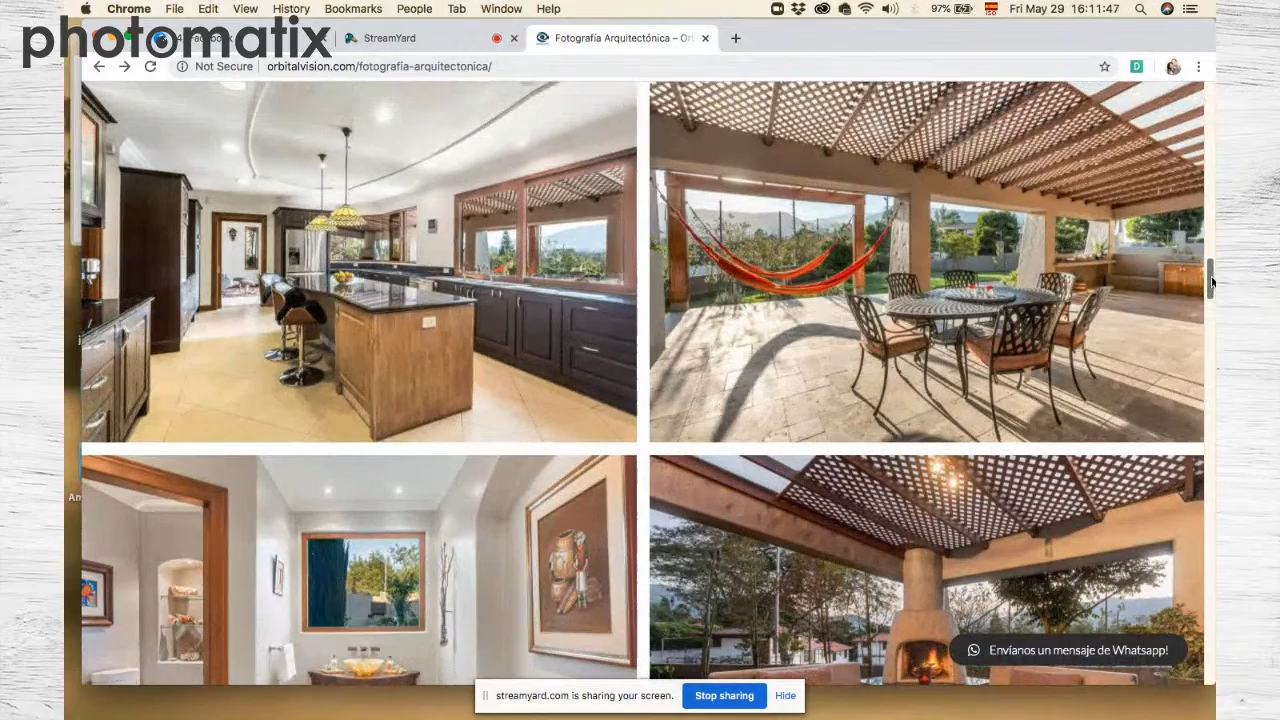 Chrome File Edit View History Bookmarks People Tab Window Help
97% ISO Fri May 29 16:11:47
photomatix
StreamYard
Fotografía Arquitectónica – Or
Not Secure | orbitalvision.com/fotografia-arquitectonica/
D
An
Envíanos un mensaje de Whatsapp!
streamyard.com is sharing your screen. Stop sharing Hide